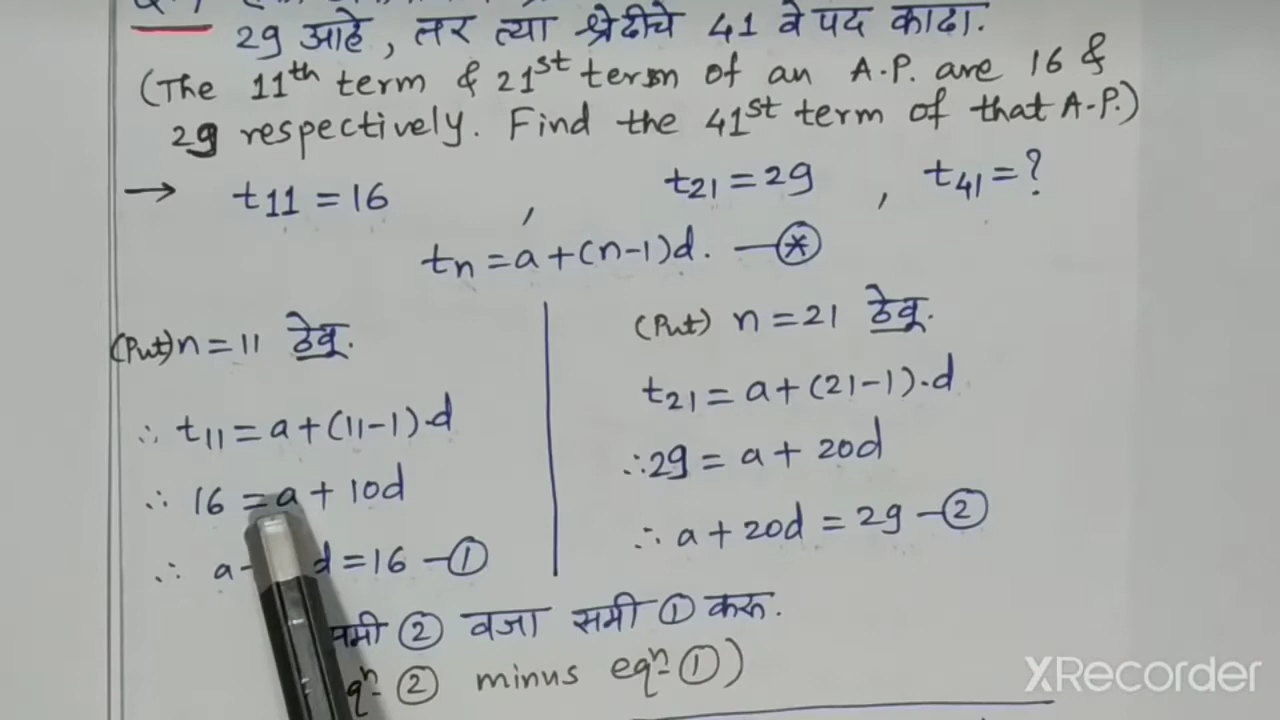 29 आहे, तर त्या श्रेढीचे 41 वे पद काढा.
(The 11th term & 21st term of an A.P. are 16 &
29 respectively. Find the 41st term of that A.P.)
→ t11 = 16 , t21 = 29 , t41 = ?
tn = a + (n-1)d. —⊛
(Put) n = 11 ठेवू.
∴ t11 = a + (11-1).d
∴ 16 = a + 10d
∴ a d = 16 —①
(Put) n = 21 ठेवू.
t21 = a + (21-1).d
∴ 29 = a + 20d
∴ a + 20d = 29 —②
समी ② वजा समी ① करू.
eqn ② minus eqn ①)
XRecorder